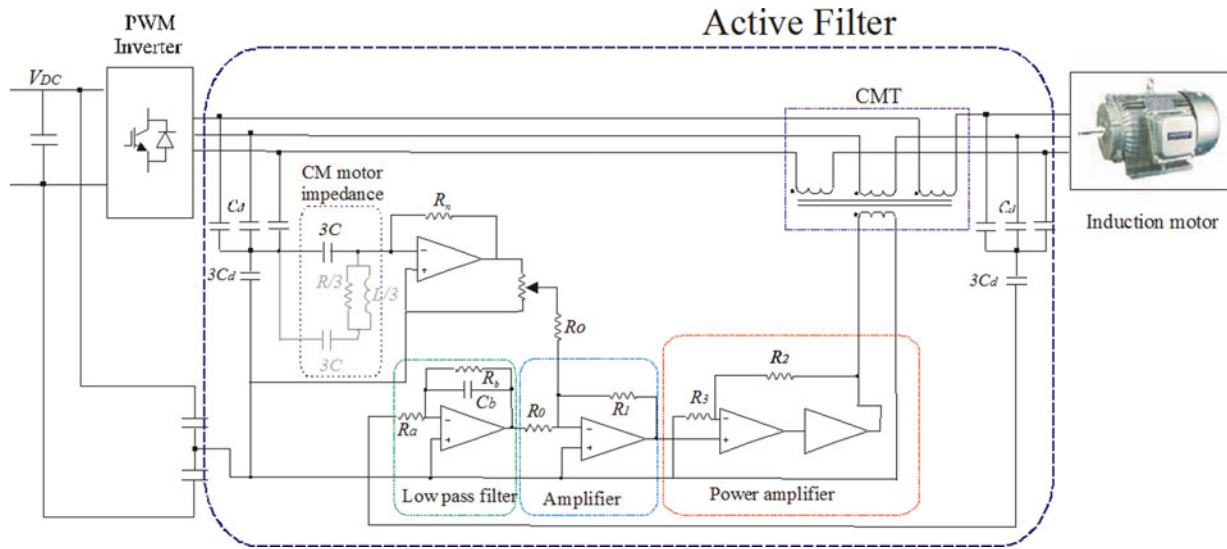 Active Filter
PWM
Inverter
VDC
CMT
CM motor
impedance
Cd
3C
Rn
Cd
Induction motor
3Cd
R/3
L/3
3Cd
3C
Ro
R2
Rb
Cb
R3
R1
Ra
R0
Low pass filter
Amplifier
Power amplifier